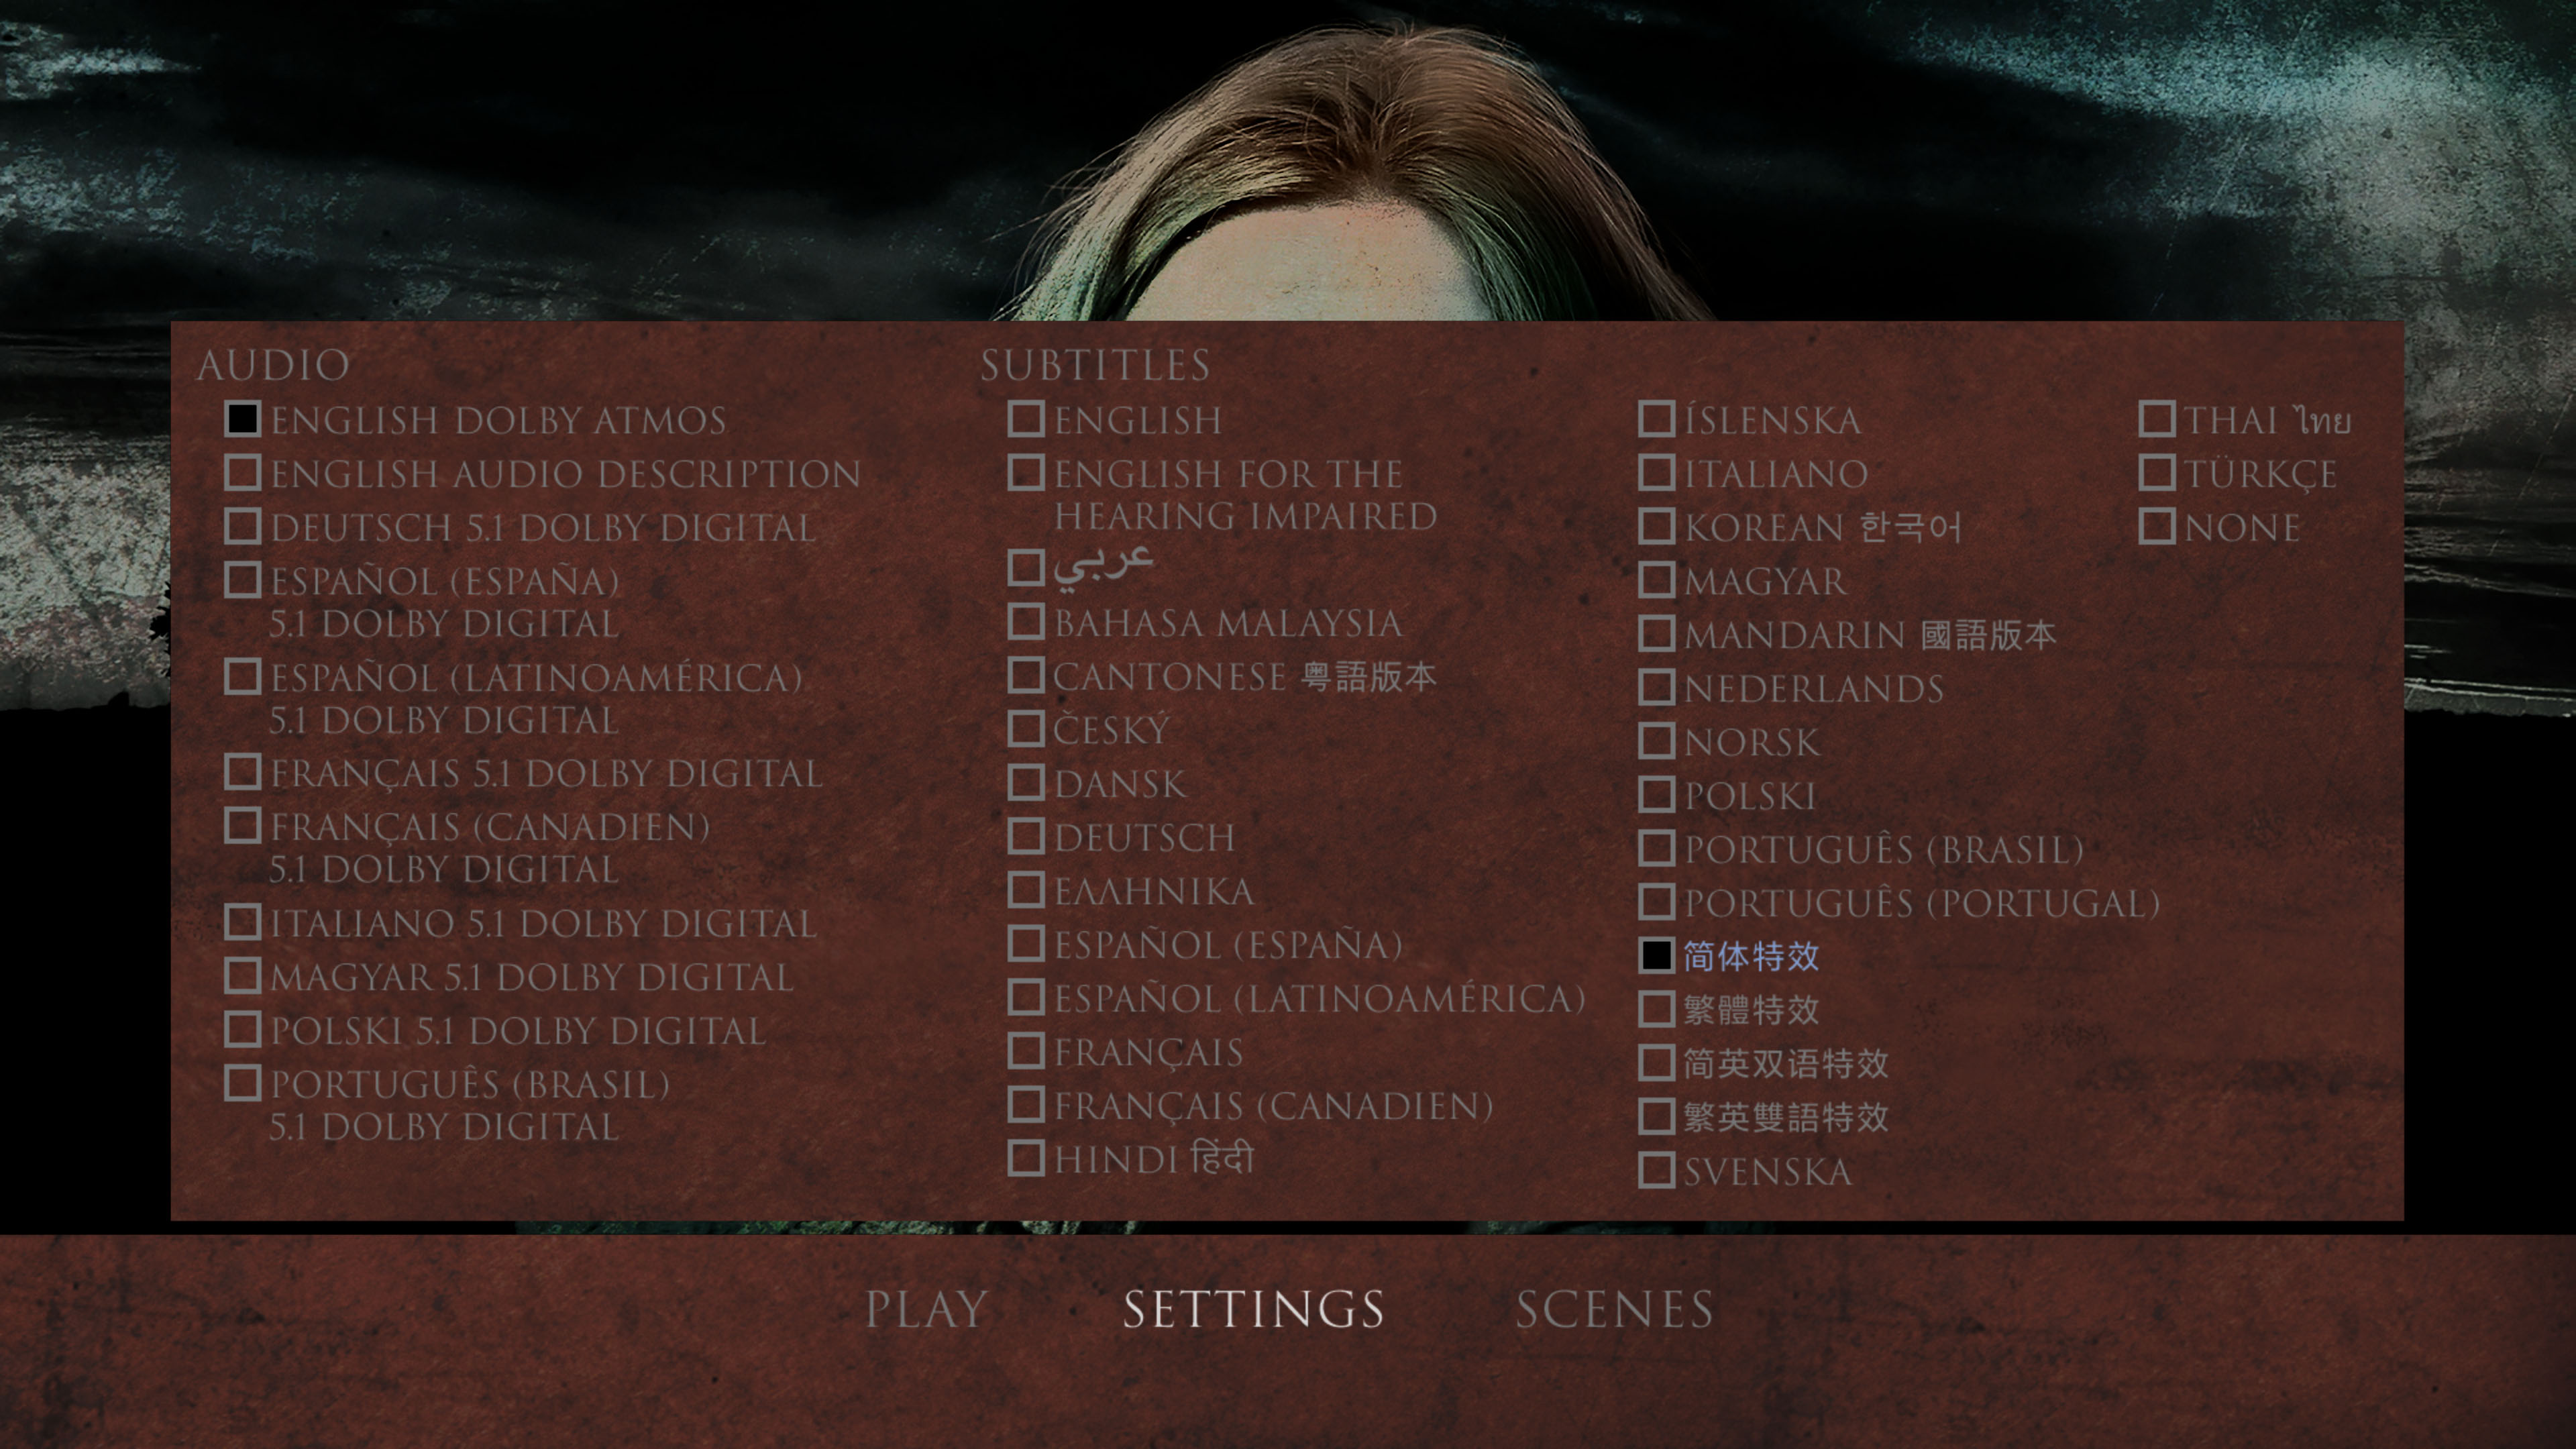 AUDIO
ENGLISH DOLBY ATMOS
ENGLISH AUDIO DESCRIPTION
DEUTSCH 5.1 DOLBY DIGITAL
ESPAÑOL (ESPAÑA)
5.1 DOLBY DIGITAL
ESPAÑOL (LATINOAMÉRICA)
5.1 DOLBY DIGITAL
FRANÇAIS 5.1 DOLBY DIGITAL
FRANÇAIS (CANADIEN)
5.1 DOLBY DIGITAL
ITALIANO 5.1 DOLBY DIGITAL
MAGYAR 5.1 DOLBY DIGITAL
POLSKI 5.1 DOLBY DIGITAL
PORTUGUÊS (BRASIL)
5.1 DOLBY DIGITAL
SUBTITLES
ENGLISH
ENGLISH FOR THE
HEARING IMPAIRED
عربي
BAHASA MALAYSIA
CANTONESE 粵語版本
ČESKÝ
DANSK
DEUTSCH
ΕΛΛΗΝΙΚΑ
ESPAÑOL (ESPAÑA)
ESPAÑOL (LATINOAMÉRICA)
FRANÇAIS
FRANÇAIS (CANADIEN)
HINDI हिंदी
ÍSLENSKA
ITALIANO
KOREAN 한국어
MAGYAR
MANDARIN 國語版本
NEDERLANDS
NORSK
POLSKI
PORTUGUÊS (BRASIL)
PORTUGUÊS (PORTUGAL)
简体特效
繁體特效
简英双语特效
繁英雙語特效
SVENSKA
THAI ไทย
TÜRKÇE
NONE
PLAY
SETTINGS
SCENES